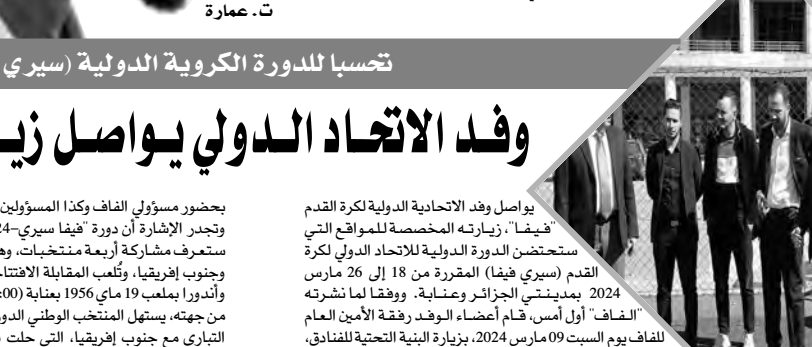 ت. عمارة
تحسبا للدورة الكروية الدولية (سيري
وفد الاتحاد الدولي يواصل
يواصل وفد الاتحادية الدولية لكرة القدم
"فيفا"، زيارته المخصصة للمواقع التي
ستحتضن الدورة الدولية للاتحاد الدولي لكرة
القدم (سيري فيفا) المقررة من 18 إلى 26 مارس
2024 بمدينتي الجزائر وعنابة. ووفقا لما نشرته
"الفاف" أول أمس، قام أعضاء الوفد رفقة الأمين العام
للفاف يوم السبت 09 مارس 2024، بزيارة البنية التحتية للفنادق،
بحضور مسؤولي الفاف وكذا المسؤولين
وتجدر الإشارة أن دورة "فيفا سيري–
ستعرف مشاركة أربعة منتخبات،
وجنوب إفريقيا، وتُلعب المقابلة
وأندورا بملعب 19 ماي 1956 بعنابة
من جهته، يستهل المنتخب الوطني
التباري مع جنوب إفريقيا، التي حلت